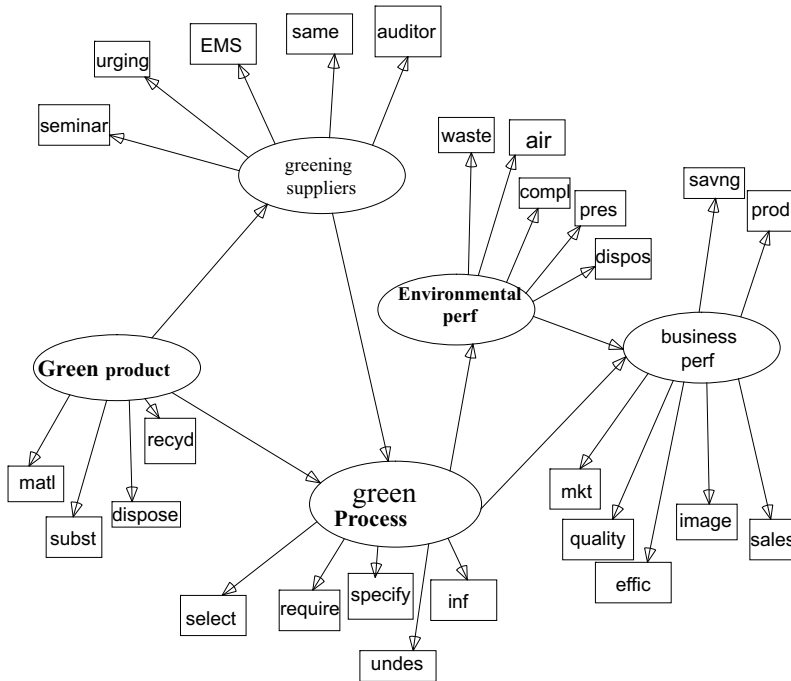 EMS
same
auditor
urging
seminar
greening
suppliers
waste
air
compl
pres
dispos
savng
prod
Environmental
perf
business
perf
Green product
recyd
matl
subst
dispose
green
Process
mkt
quality
effic
image
sales
select
require
specify
inf
undes